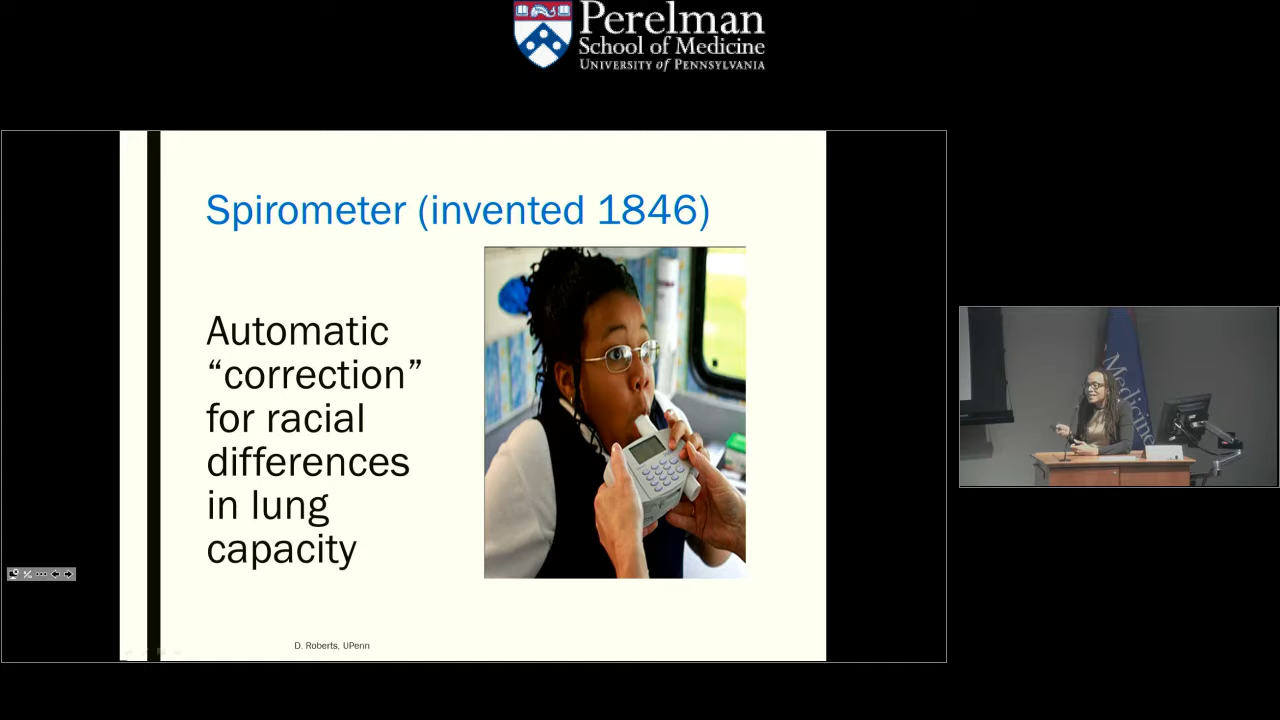 Perelman
School of Medicine
UNIVERSITY of PENNSYLVANIA
Spirometer (invented 1846)
Automatic
“correction”
for racial
differences
in lung
capacity
D. Roberts, UPenn
Medicine